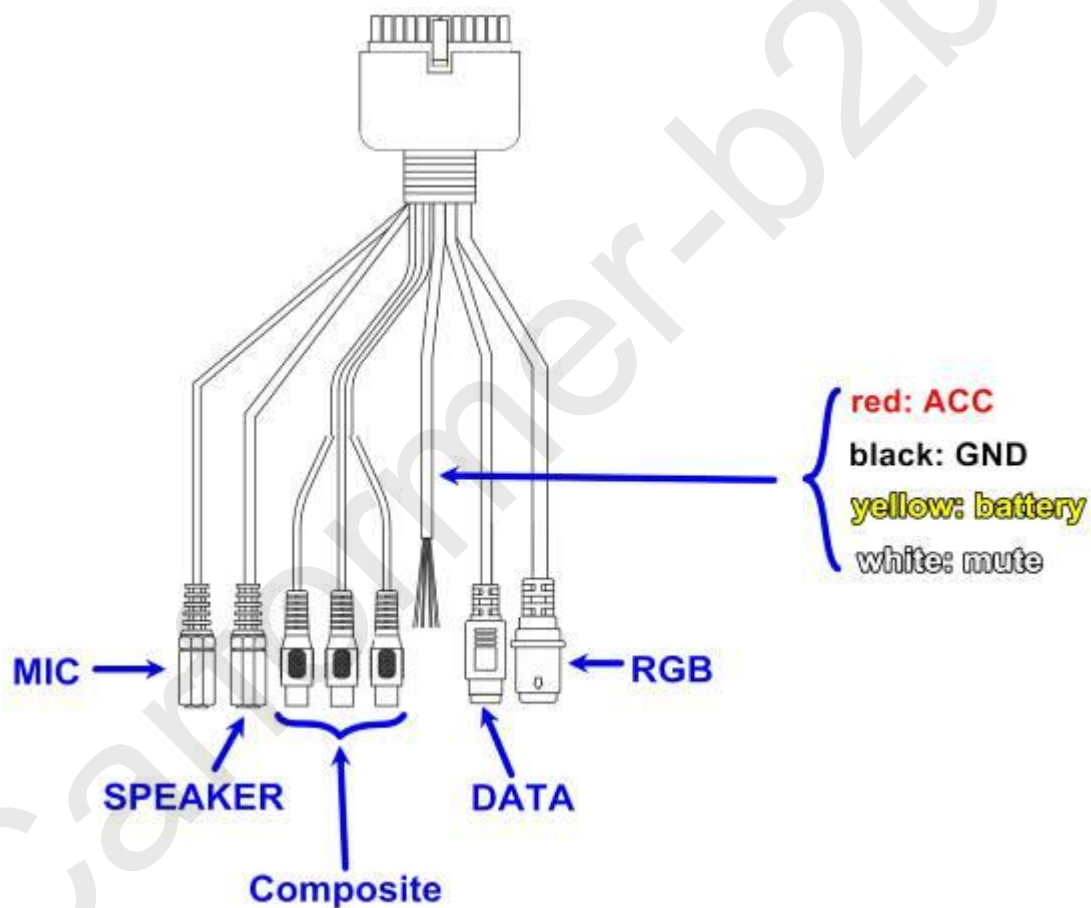 red: ACC
black: GND
yellow: battery
white: mute
MIC
RGB
SPEAKER
DATA
Composite